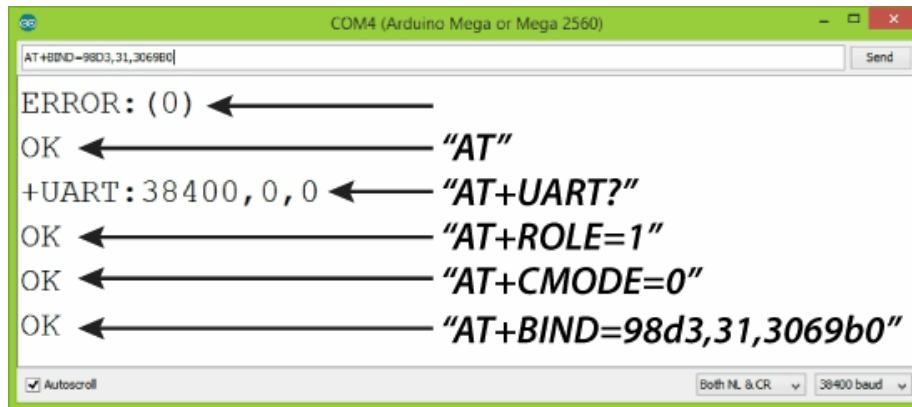 COM4 (Arduino Mega or Mega 2560)
AT+BIND=98D3,31,3069B0
Send
ERROR:(0)
OK “AT”
+UART:38400,0,0 “AT+UART?”
OK “AT+ROLE=1”
OK “AT+CMODE=0”
OK “AT+BIND=98d3,31,3069b0”
Autoscroll
Both NL & CR
38400 baud